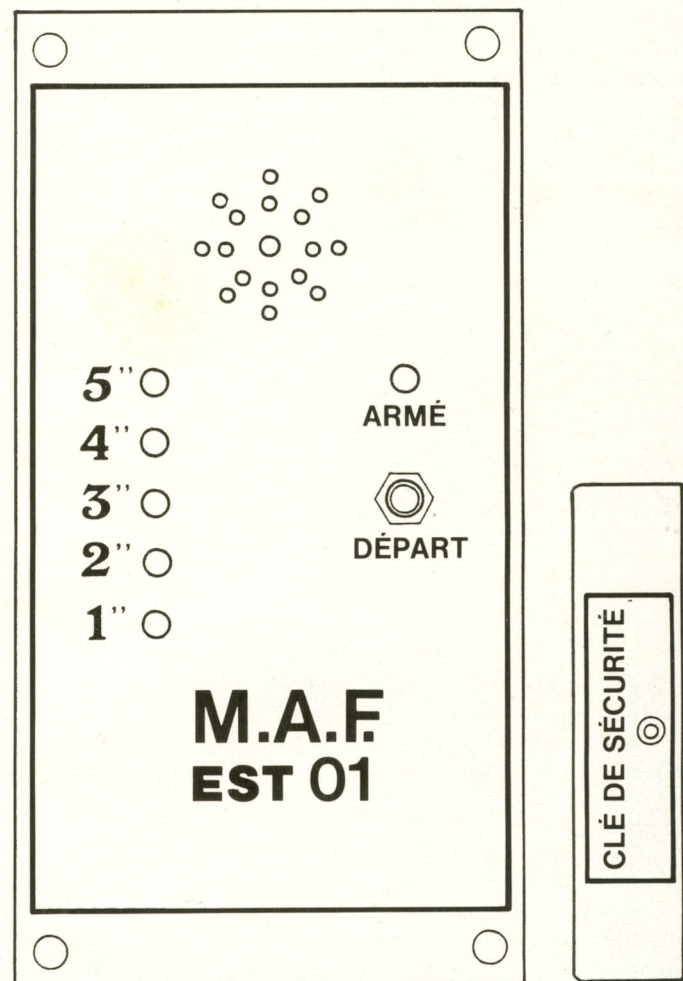 5''
ARMÉ
4''
3''
DÉPART
2''
1''
M.A.F.
EST 01
CLÉ DE SÉCURITÉ